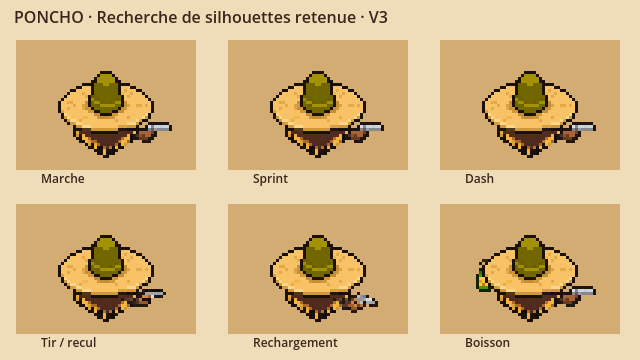 PONCHO · Recherche de silhouettes retenue · V3
Marche
Sprint
Dash
Tir / recul
Rechargement
Boisson